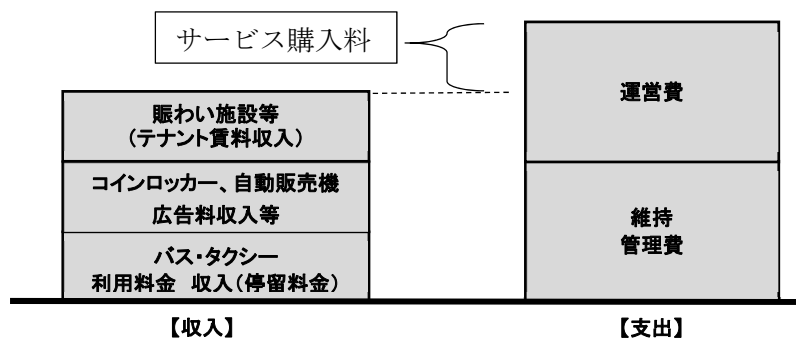 サービス購入料
賑わい施設等
（テナント賃料収入）
コインロッカー、自動販売機
広告料収入等
バス・タクシー
利用料金　収入（停留料金）
【収入】
運営費
維持
管理費
【支出】